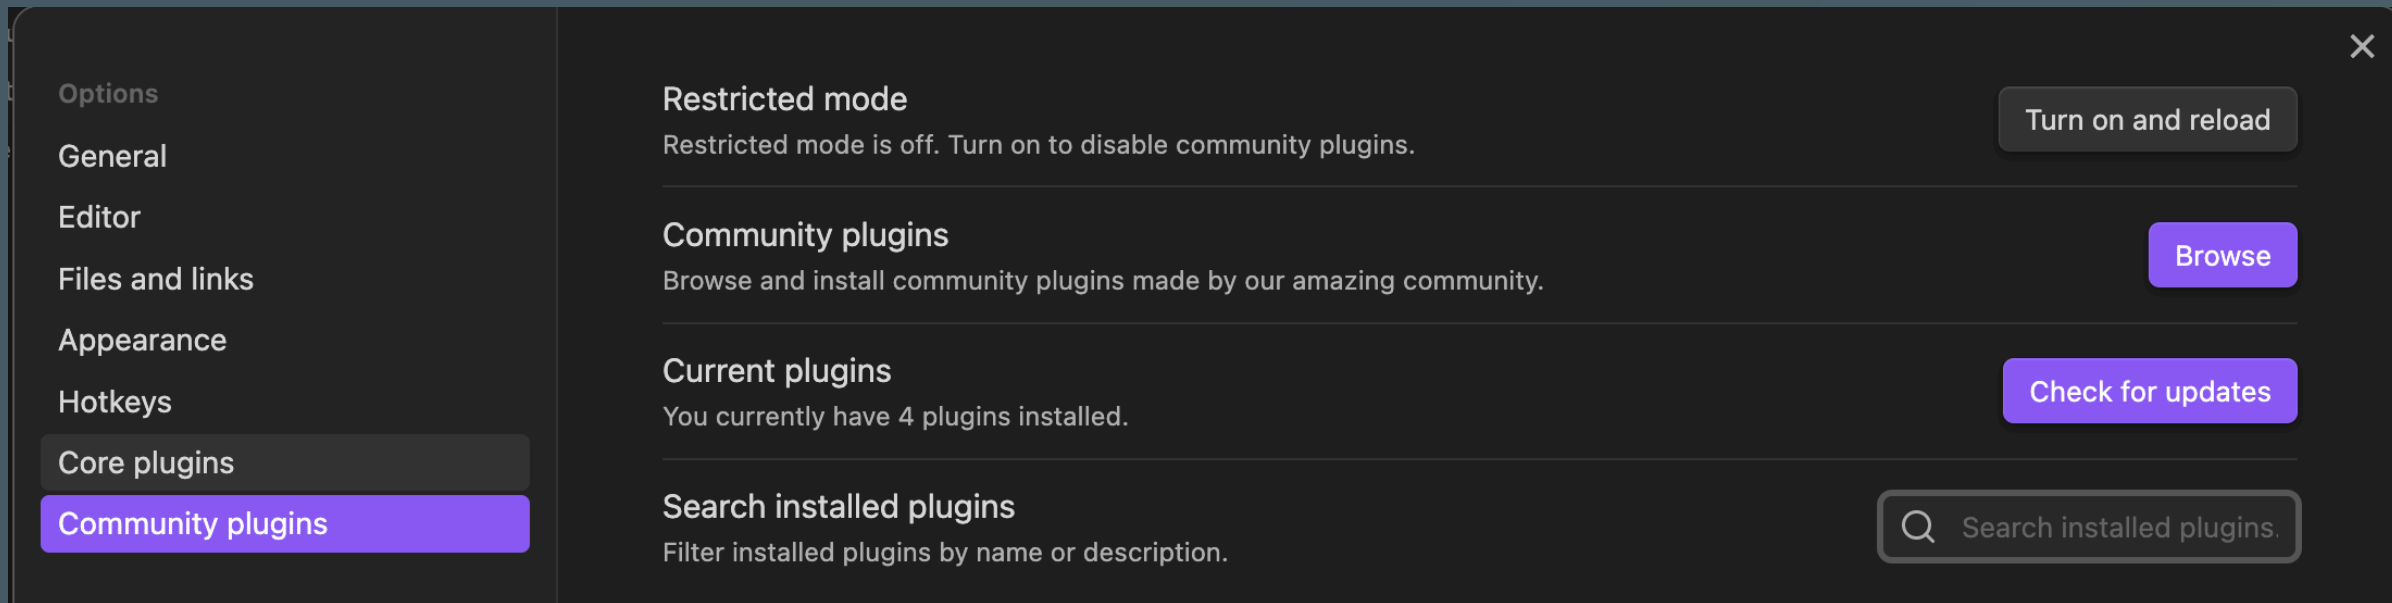 Options
General
Editor
Files and links
Appearance
Hotkeys
Core plugins
Community plugins
Restricted mode
Restricted mode is off. Turn on to disable community plugins.
Turn on and reload
Community plugins
Browse and install community plugins made by our amazing community.
Browse
Current plugins
You currently have 4 plugins installed.
Check for updates
Search installed plugins
Filter installed plugins by name or description.
Search installed plugins.